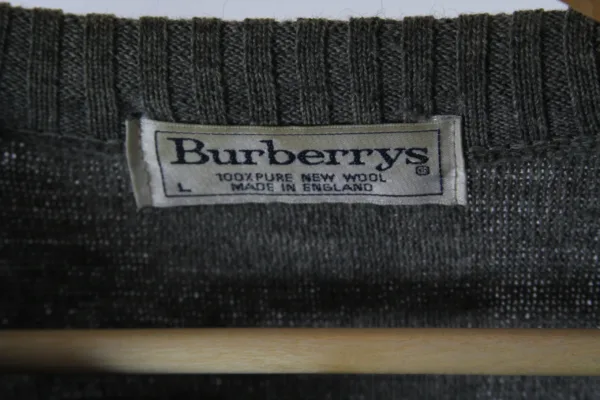 Burberrys®
100% PURE NEW WOOL
L MADE IN ENGLAND